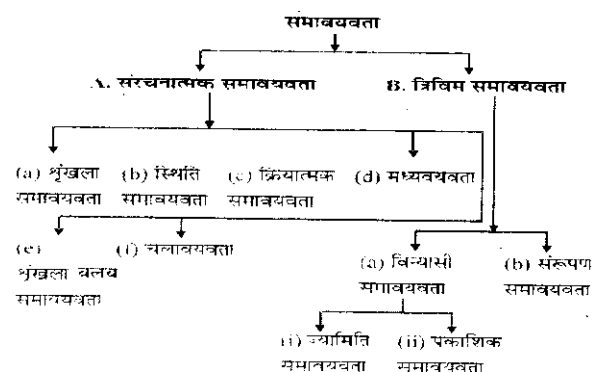 समावयवता
A. संरचनात्मक समावयवता B. त्रिविम समावयवता
(a) श्रृंखला (b) स्थिति (c) क्रियात्मक (d) मध्यवयवता
समावयवता समावयवता समावयवता
(e) (f) चलावयवता (a) विन्यासी (b) संरूपण
श्रृंखला वलय समावयवता समावयवता
समावयवता
(i) ज्यामिति (ii) प्रकाशिक
समावयवता समावयवता